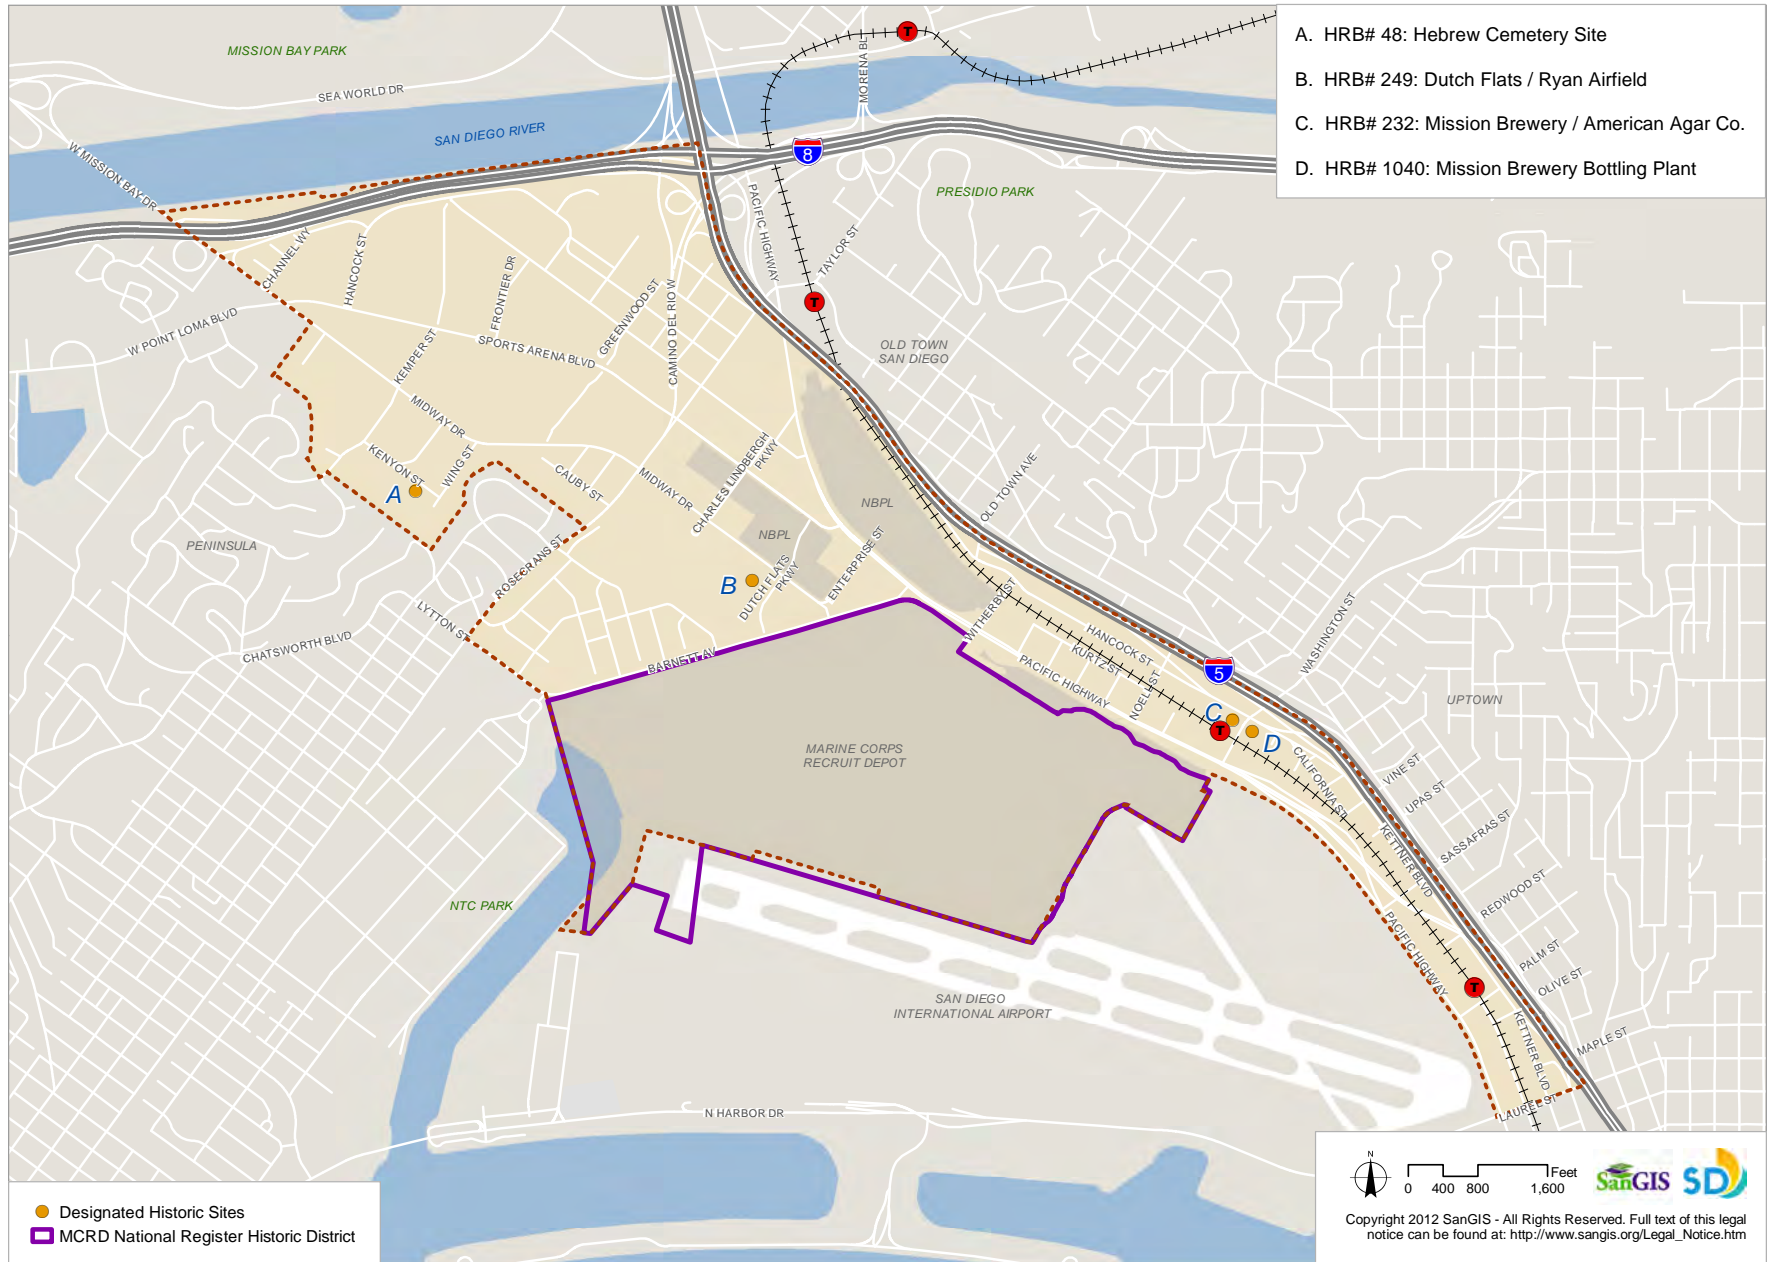 A. HRB# 48: Hebrew Cemetery Site
B. HRB# 249: Dutch Flats / Ryan Airfield
C. HRB# 232: Mission Brewery / American Agar Co.
D. HRB# 1040: Mission Brewery Bottling Plant
MISSION BAY PARK
SEA WORLD DR
SAN DIEGO RIVER
W MISSION BAY DR
MORENA BL
T
8
PRESIDIO PARK
PACIFIC HIGHWAY
TAYLOR ST
T
CHANNEL WY
HANCOCK ST
FRONTIER DR
GREENWOOD ST
CAMINO DEL RIO W
W POINT LOMA BLVD
KEMPER ST
SPORTS ARENA BLVD
OLD TOWN
SAN DIEGO
MIDWAY DR
KENYON ST
WING ST
A
CAUBY ST
MIDWAY DR
CHARLES LINDBERGH
PKWY
NBPL
NBPL
OLD TOWN AVE
PENINSULA
ROSECRANS ST
B
DUTCH FLATS
PKWY
ENTERPRISE ST
LYTTON ST
CHATSWORTH BLVD
BARNETT AV
WITHERBY ST
HANCOCK ST
KURTZ ST
PACIFIC HIGHWAY
NOELL ST
WASHINGTON ST
5
UPTOWN
C
T
D
MARINE CORPS
RECRUIT DEPOT
CALIFORNIA ST
VINE ST
UPAS ST
SASSAFRAS ST
KETTNER BLVD
REDWOOD ST
NTC PARK
PACIFIC HIGHWAY
PALM ST
OLIVE ST
T
SAN DIEGO
INTERNATIONAL AIRPORT
KETTNER BLVD
MAPLE ST
LAUREL ST
N HARBOR DR
Designated Historic Sites
MCRD National Register Historic District
N
Feet
0 400 800 1,600
SanGIS
SD
Copyright 2012 SanGIS - All Rights Reserved. Full text of this legal
notice can be found at: http://www.sangis.org/Legal_Notice.htm